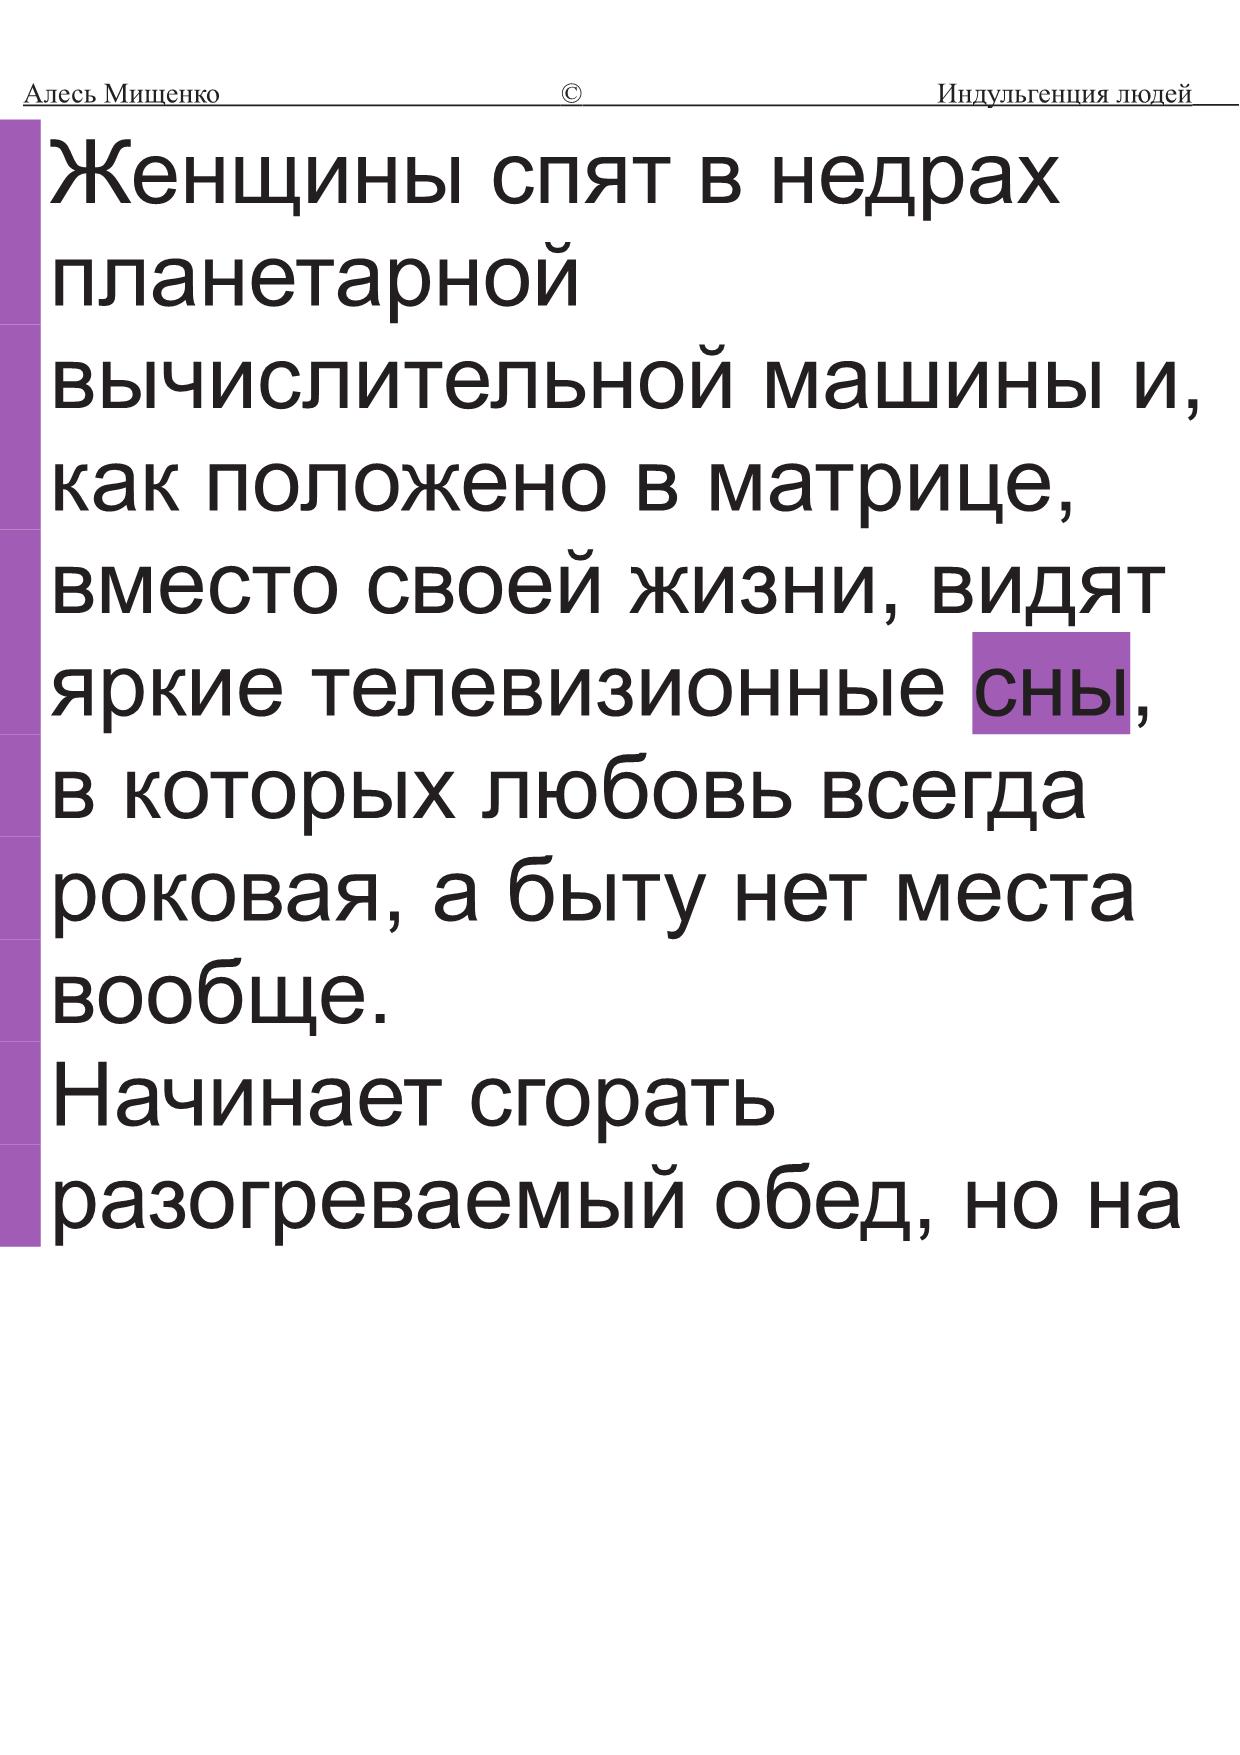 Алесь Мищенко © Индульгенция людей
Женщины спят в недрах
планетарной
вычислительной машины и,
как положено в матрице,
вместо своей жизни, видят
яркие телевизионные сны,
в которых любовь всегда
роковая, а быту нет места
вообще.
Начинает сгорать
разогреваемый обед, но на